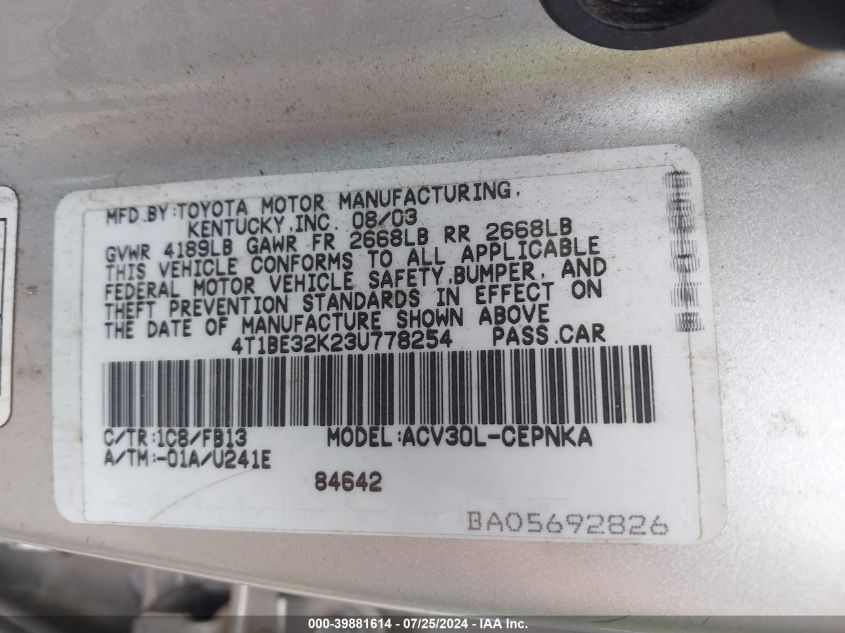 MFD.BY:TOYOTA MOTOR MANUFACTURING,
KENTUCKY,INC. 08/03
GVWR 4189LB GAWR FR 2668LB RR 2668LB
THIS VEHICLE CONFORMS TO ALL APPLICABLE
FEDERAL MOTOR VEHICLE SAFETY,BUMPER, AND
THEFT PREVENTION STANDARDS IN EFFECT ON
THE DATE OF MANUFACTURE SHOWN ABOVE
4T1BE32K23U778254 PASS.CAR
C/TR:1C8/FB13 MODEL:ACV30L-CEPNKA
A/TM:-01A/U241E
84642
BA05692826
000-39881614 / 07/25/2024 - IAA Inc.